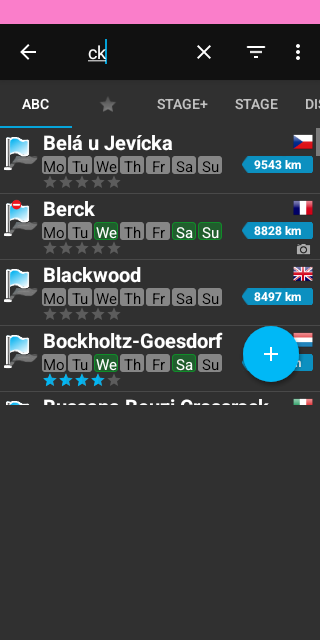 ck
ABC STAGE+ STAGE DIS
Belá u Jevícka
Mo Tu We Th Fr Sa Su 9543 km
Berck
Mo Tu We Th Fr Sa Su 8828 km
Blackwood
Mo Tu We Th Fr Sa Su 8497 km
Bockholtz-Goesdorf
Mo Tu We Th Fr Sa Su